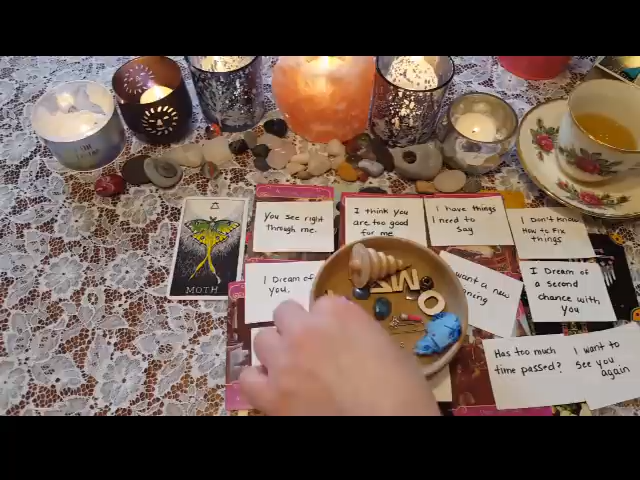 You see right
through me.
I think you
are too good
for me
I have things
I need to
say
I Don't know
How to Fix
things
MOTH
I Dream of
you.
want a new
I Dream of
a second
chance with
you
Has too much
time passed?
I want to
see you
again